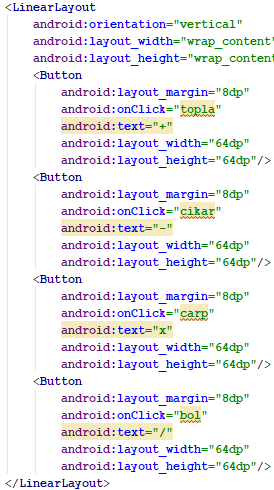 <LinearLayout
android:orientation="vertical"
android:layout_width="wrap_content"
android:layout_height="wrap_conten
<Button
android:layout_margin="8dp"
android:onClick="topla"
android:text="+"
android:layout_width="64dp"
android:layout_height="64dp"/>
<Button
android:layout_margin="8dp"
android:onClick="cikar"
android:text="-"
android:layout_width="64dp"
android:layout_height="64dp"/>
<Button
android:layout_margin="8dp"
android:onClick="carp"
android:text="x"
android:layout_width="64dp"
android:layout_height="64dp"/>
<Button
android:layout_margin="8dp"
android:onClick="bol"
android:text="/"
android:layout_width="64dp"
android:layout_height="64dp"/>
</LinearLayout>